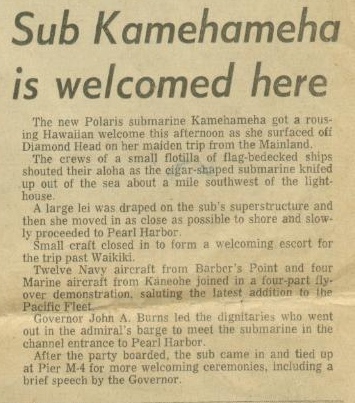 Sub Kamehameha
is welcomed here
The new Polaris submarine Kamehameha got a rous-
ing Hawaiian welcome this afternoon as she surfaced off
Diamond Head on her maiden trip from the Mainland.
The crews of a small flotilla of flag-bedecked ships
shouted their aloha as the cigar-shaped submarine knifed
up out of the sea about a mile southwest of the light-
house.
A large lei was draped on the sub's superstructure and
then she moved in as close as possible to shore and slow-
ly proceeded to Pearl Harbor.
Small craft closed in to form a welcoming escort for
the trip past Waikiki.
Twelve Navy aircraft from Barber's Point and four
Marine aircraft from Kaneohe joined in a four-part fly-
over demonstration, saluting the latest addition to the
Pacific Fleet.
Governor John A. Burns led the dignitaries who went
out in the admiral's barge to meet the submarine in the
channel entrance to Pearl Harbor.
After the party boarded, the sub came in and tied up
at Pier M-4 for more welcoming ceremonies, including a
brief speech by the Governor.